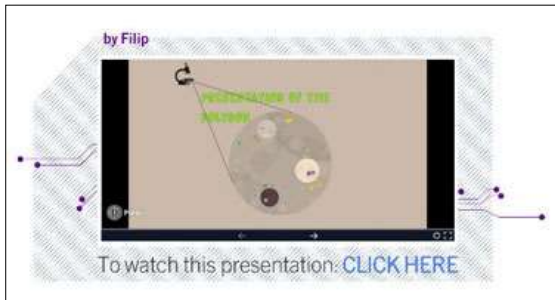 by Filip
PRESENTATION OF THE
To watch this presentation: CLICK HERE